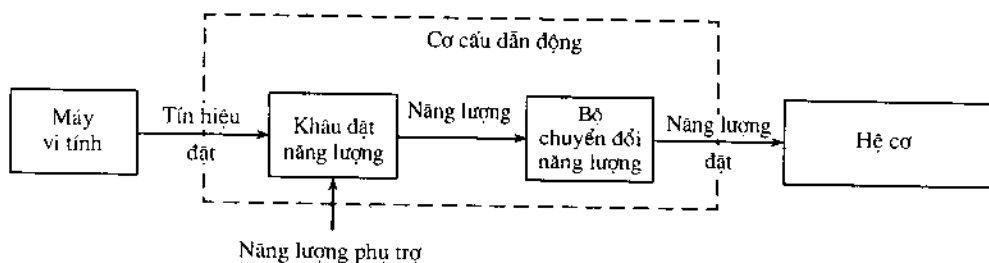 Cơ cấu dẫn động
Máy
vi tính
Tín hiệu
đặt
Khâu đặt
năng lượng
Năng lượng
Bộ
chuyển đổi
năng lượng
Năng lượng
đặt
Hệ cơ
Năng lượng phụ trợ